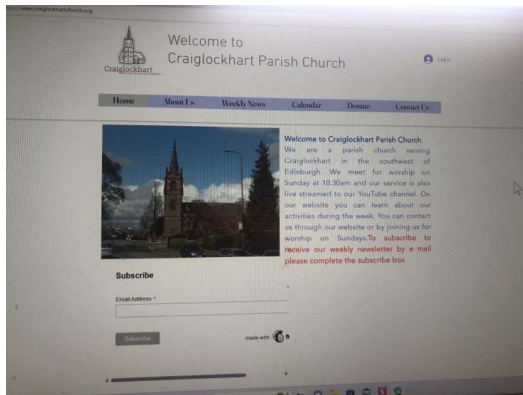 www.craiglockhartchurch.org
Craiglockhart
Welcome to
Craiglockhart Parish Church
Log In
Home About Us Weekly News Calendar Donate Contact Us
Welcome to Craiglockhart Parish Church.
We are a parish church serving
Craiglockhart in the southwest of
Edinburgh. We meet for worship on
Sunday at 10.30am and our service is also
live streamed to our YouTube channel. On
our website you can learn about our
activities during the week. You can contact
us through our website or by joining us for
worship on Sundays.To subscribe to
receive our weekly newsletter by e mail
please complete the subscribe box
Subscribe
Email Address *
Subscribe
made with